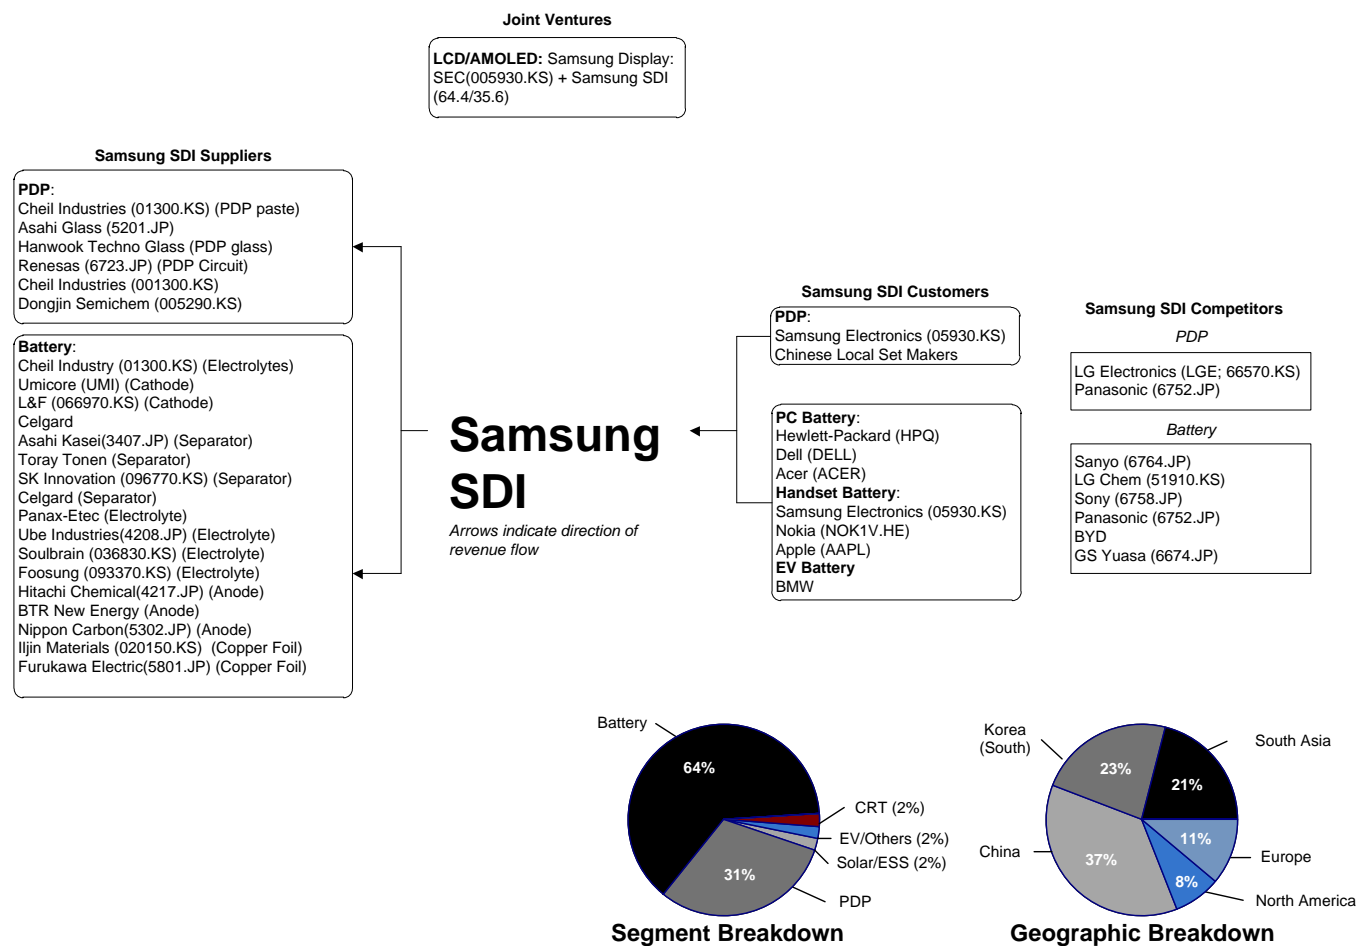 Joint Ventures
LCD/AMOLED: Samsung Display:
SEC(005930.KS) + Samsung SDI
(64.4/35.6)
Samsung SDI Suppliers
PDP:
Cheil Industries (01300.KS) (PDP paste)
Asahi Glass (5201.JP)
Hanwook Techno Glass (PDP glass)
Renesas (6723.JP) (PDP Circuit)
Cheil Industries (001300.KS)
Dongjin Semichem (005290.KS)
Battery:
Cheil Industry (01300.KS) (Electrolytes)
Umicore (UMI) (Cathode)
L&F (066970.KS) (Cathode)
Celgard
Asahi Kasei(3407.JP) (Separator)
Toray Tonen (Separator)
SK Innovation (096770.KS) (Separator)
Celgard (Separator)
Panax-Etec (Electrolyte)
Ube Industries(4208.JP) (Electrolyte)
Soulbrain (036830.KS) (Electrolyte)
Foosung (093370.KS) (Electrolyte)
Hitachi Chemical(4217.JP) (Anode)
BTR New Energy (Anode)
Nippon Carbon(5302.JP) (Anode)
Iljin Materials (020150.KS)  (Copper Foil)
Furukawa Electric(5801.JP) (Copper Foil)
Samsung
SDI
Arrows indicate direction of
revenue flow
Samsung SDI Customers
PDP:
Samsung Electronics (05930.KS)
Chinese Local Set Makers
PC Battery:
Hewlett-Packard (HPQ)
Dell (DELL)
Acer (ACER)
Handset Battery:
Samsung Electronics (05930.KS)
Nokia (NOK1V.HE)
Apple (AAPL)
EV Battery
BMW
Samsung SDI Competitors
PDP
LG Electronics (LGE; 66570.KS)
Panasonic (6752.JP)
Battery
Sanyo (6764.JP)
LG Chem (51910.KS)
Sony (6758.JP)
Panasonic (6752.JP)
BYD
GS Yuasa (6674.JP)
Battery
64%
CRT (2%)
EV/Others (2%)
Solar/ESS (2%)
31%
PDP
Segment Breakdown
Korea
(South)
23%
South Asia
21%
China
37%
11%
Europe
8%
North America
Geographic Breakdown